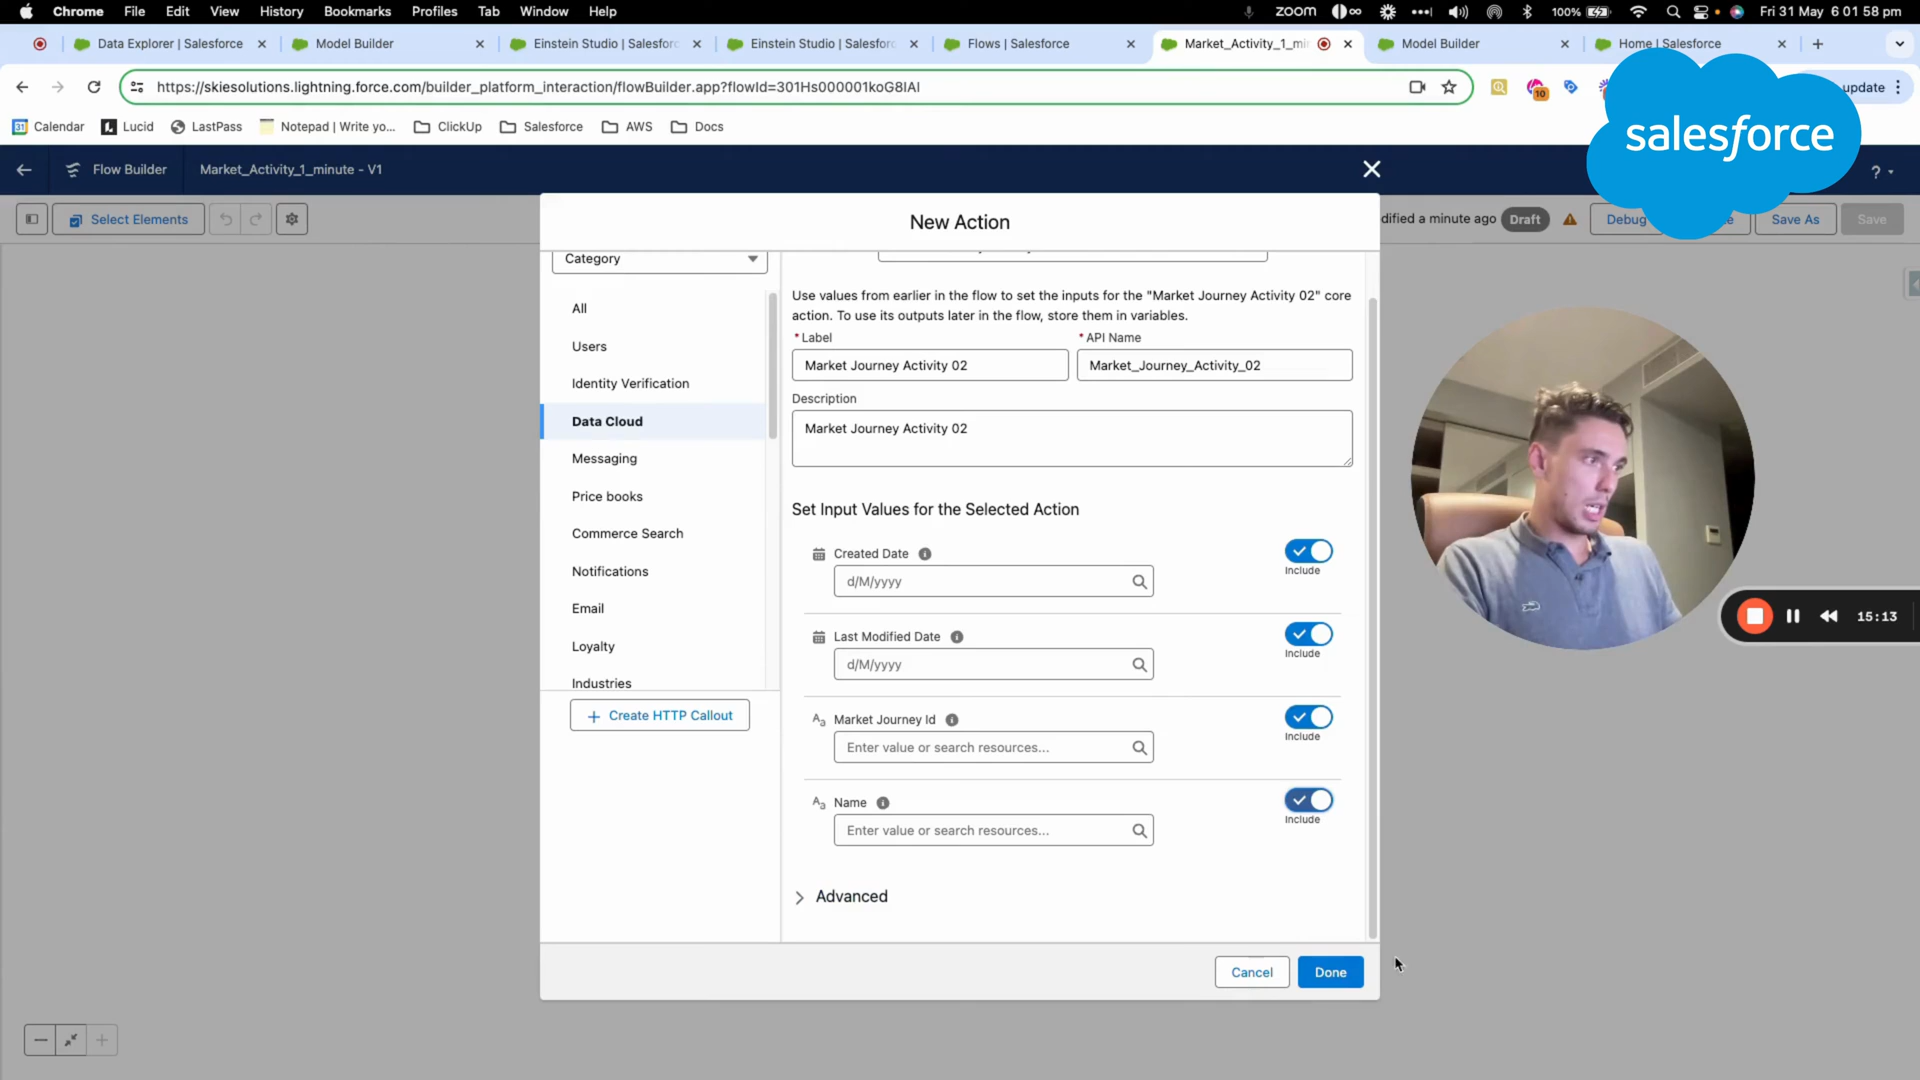 Chrome File Edit View History Bookmarks Profiles Tab Window Help zoom 100% Fri 31 May 6 01 58 pm
Data Explorer | Salesforce Model Builder Einstein Studio | Salesforc Einstein Studio | Salesforc Flows | Salesforce Market_Activity_1_mi Model Builder Home | Salesforce
https://skiesolutions.lightning.force.com/builder_platform_interaction/flowBuilder.app?flowId=301Hs000001koG8IAI 10 update
Calendar Lucid LastPass Notepad | Write yo... ClickUp Salesforce AWS Docs
salesforce
Flow Builder Market_Activity_1_minute - V1 ?
Select Elements New Action dified a minute ago Draft Debug Save As Save
Category
All
Users
Identity Verification
Data Cloud
Messaging
Price books
Commerce Search
Notifications
Email
Loyalty
Industries
Create HTTP Callout
Use values from earlier in the flow to set the inputs for the "Market Journey Activity 02" core
action. To use its outputs later in the flow, store them in variables.
* Label * API Name
Market Journey Activity 02 Market_Journey_Activity_02
Description
Market Journey Activity 02
Set Input Values for the Selected Action
Created Date
d/M/yyyy Include
Last Modified Date
d/M/yyyy Include
Aa Market Journey Id
Enter value or search resources... Include
Aa Name
Enter value or search resources... Include
Advanced
Cancel Done
15:13